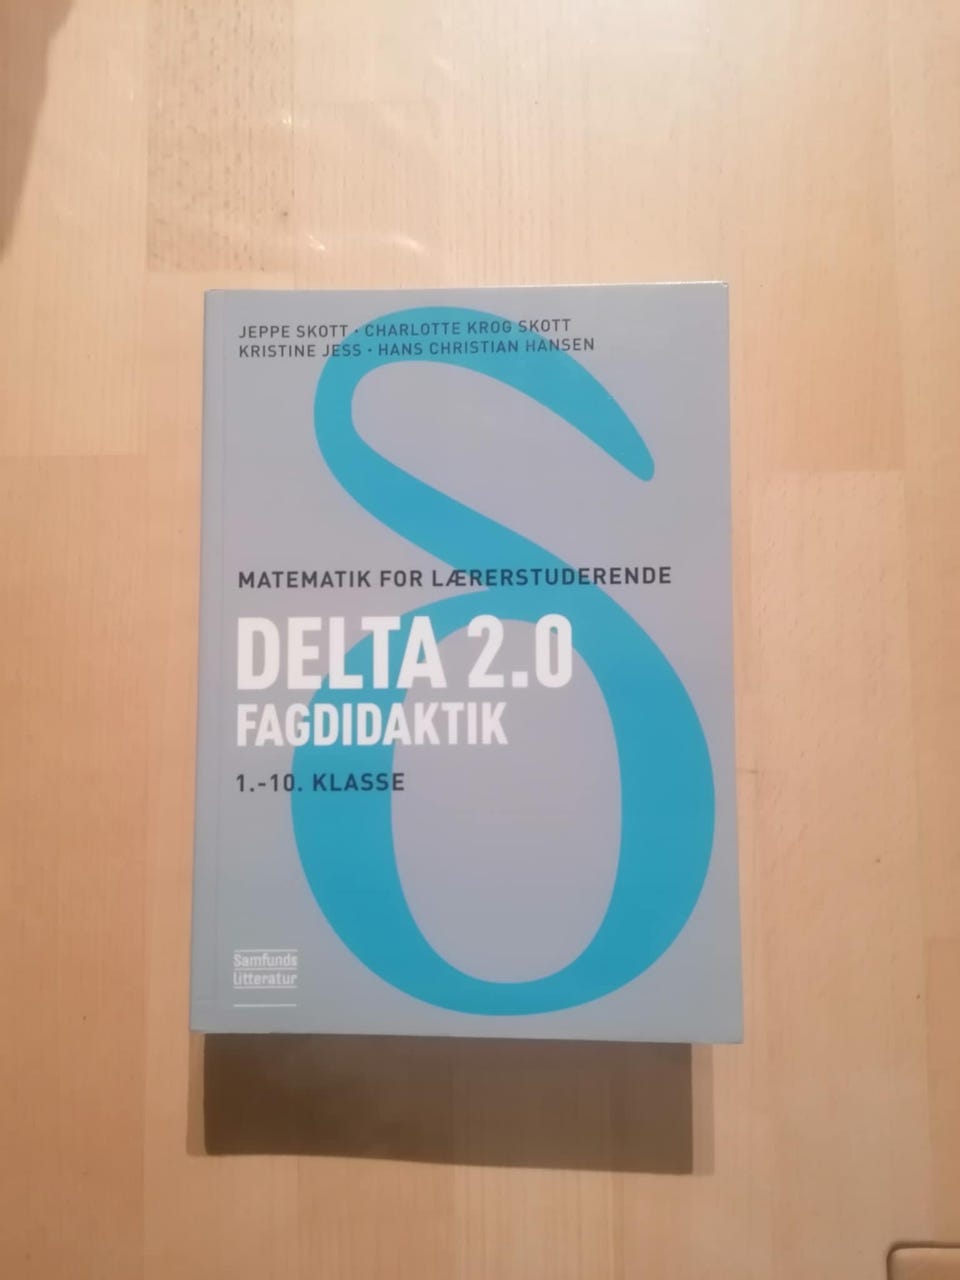 JEPPE SKOTT · CHARLOTTE KROG SKOTT
KRISTINE JESS · HANS CHRISTIAN HANSEN
MATEMATIK FOR LÆRERSTUDERENDE
DELTA 2.0
FAGDIDAKTIK
1.-10. KLASSE
Samfunds
Litteratur